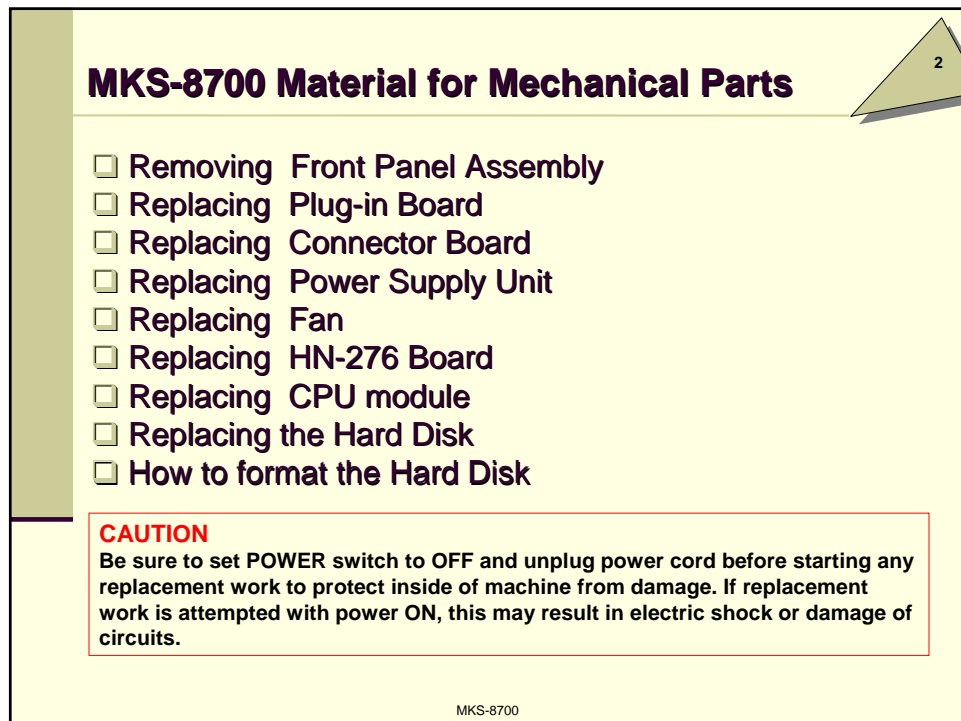 MKS-8700 Material for Mechanical Parts
2
Removing Front Panel Assembly
Replacing Plug-in Board
Replacing Connector Board
Replacing Power Supply Unit
Replacing Fan
Replacing HN-276 Board
Replacing CPU module
Replacing the Hard Disk
How to format the Hard Disk
CAUTION
Be sure to set POWER switch to OFF and unplug power cord before starting any
replacement work to protect inside of machine from damage. If replacement
work is attempted with power ON, this may result in electric shock or damage of
circuits.
MKS-8700